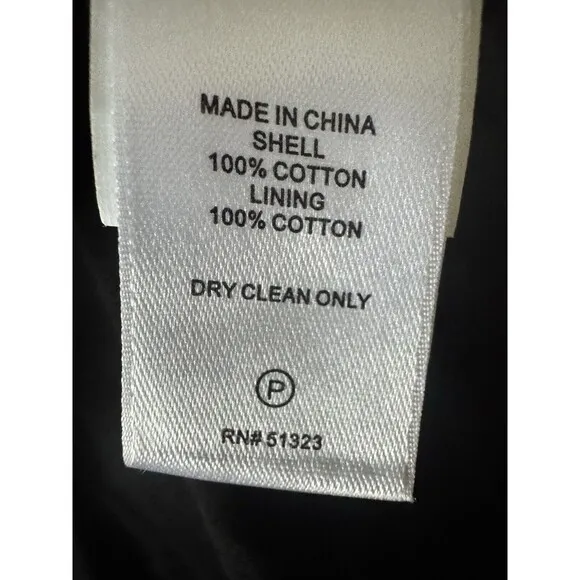 MADE IN CHINA
SHELL
100% COTTON
LINING
100% COTTON
DRY CLEAN ONLY
P
RN# 51323